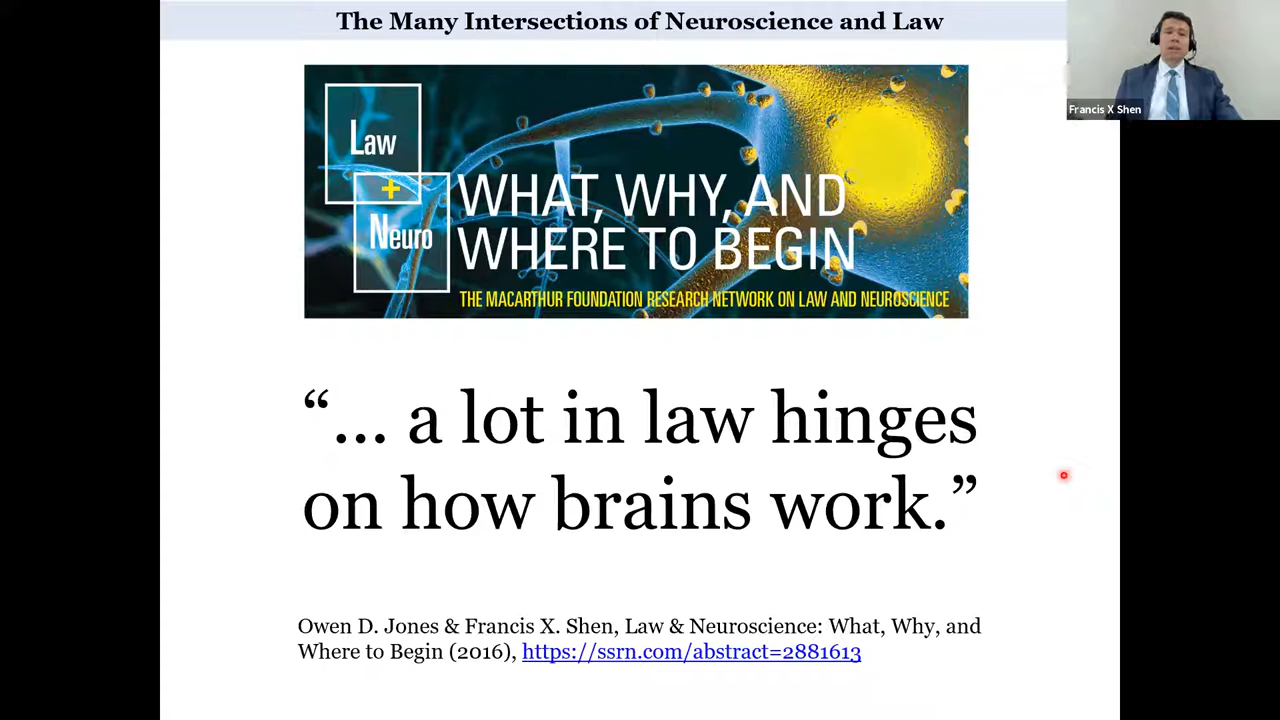 The Many Intersections of Neuroscience and Law
Francis X Shen
Law
+
Neuro
WHAT, WHY, AND
WHERE TO BEGIN
THE MACARTHUR FOUNDATION RESEARCH NETWORK ON LAW AND NEUROSCIENCE
“... a lot in law hinges
on how brains work.”
Owen D. Jones & Francis X. Shen, Law & Neuroscience: What, Why, and
Where to Begin (2016), https://ssrn.com/abstract=2881613